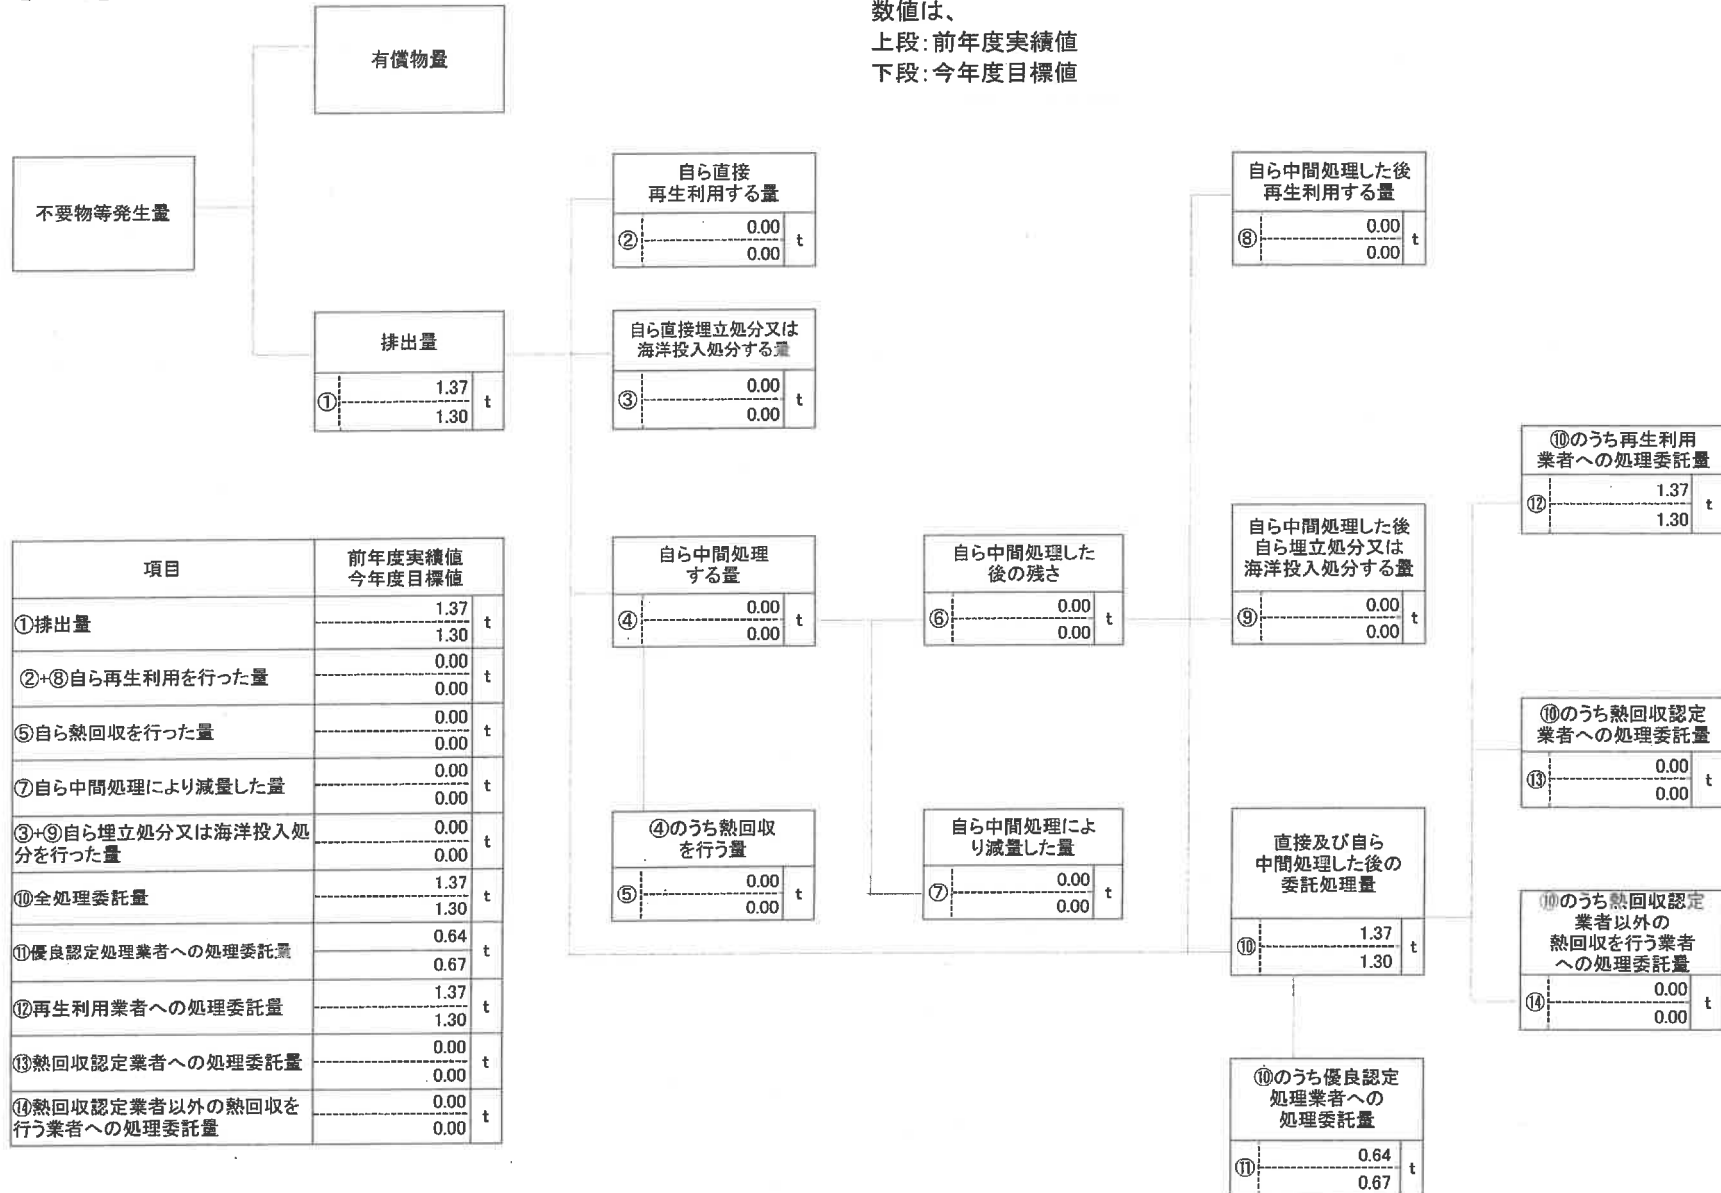 数値は、
上段:前年度実績値
下段:今年度目標値
有償物量
不要物等発生量
排出量
①
1.37
1.30
t
自ら直接
再生利用する量
②
0.00
0.00
t
自ら直接埋立処分又は
海洋投入処分する量
③
0.00
0.00
t
自ら中間処理
する量
④
0.00
0.00
t
④のうち熱回収
を行う量
⑤
0.00
0.00
t
自ら中間処理した
後の残さ
⑥
0.00
0.00
t
自ら中間処理によ
り減量した量
⑦
0.00
0.00
t
自ら中間処理した後
再生利用する量
⑧
0.00
0.00
t
自ら中間処理した後
自ら埋立処分又は
海洋投入処分する量
⑨
0.00
0.00
t
直接及び自ら
中間処理した後の
委託処理量
⑩
1.37
1.30
t
⑩のうち優良認定
処理業者への
処理委託量
⑪
0.64
0.67
t
⑩のうち再生利用
業者への処理委託量
⑫
1.37
1.30
t
⑩のうち熱回収認定
業者への処理委託量
⑬
0.00
0.00
t
⑩のうち熱回収認定
業者以外の
熱回収を行う業者
への処理委託量
⑭
0.00
0.00
t
項目
前年度実績値
今年度目標値
①排出量
1.37
1.30
t
②+⑧自ら再生利用を行った量
0.00
0.00
t
⑤自ら熱回収を行った量
0.00
0.00
t
⑦自ら中間処理により減量した量
0.00
0.00
t
③+⑨自ら埋立処分又は海洋投入処
分を行った量
0.00
0.00
t
⑩全処理委託量
1.37
1.30
t
⑪優良認定処理業者への処理委託量
0.64
0.67
t
⑫再生利用業者への処理委託量
1.37
1.30
t
⑬熱回収認定業者への処理委託量
0.00
0.00
t
⑭熱回収認定業者以外の熱回収を
行う業者への処理委託量
0.00
0.00
t